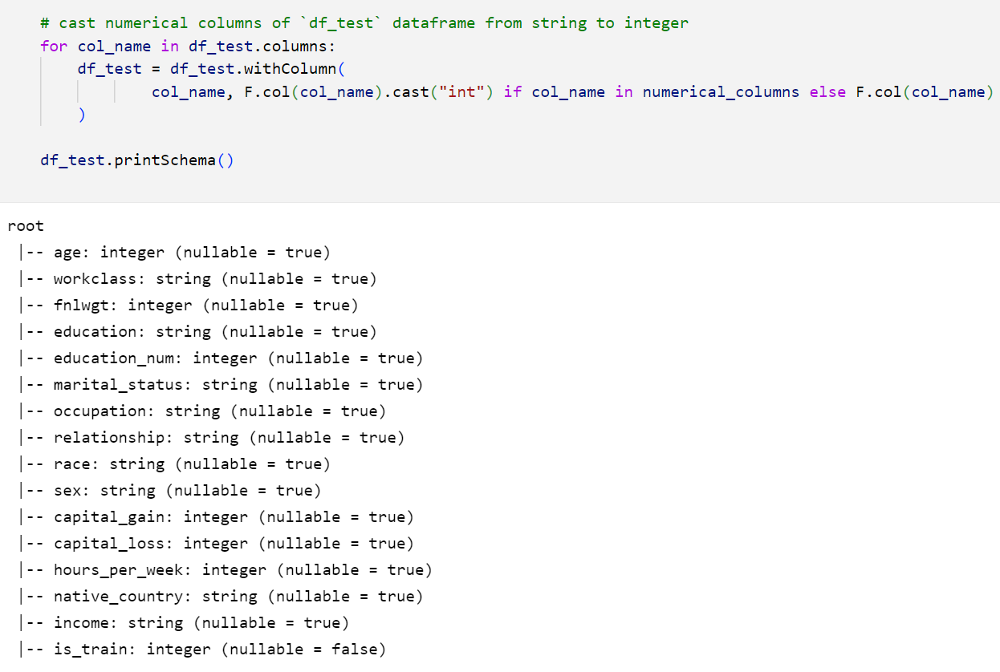 # cast numerical columns of `df_test` dataframe from string to integer
for col_name in df_test.columns:
    df_test = df_test.withColumn(
            col_name, F.col(col_name).cast("int") if col_name in numerical_columns else F.col(col_name)
    )
df_test.printSchema()
root
 |-- age: integer (nullable = true)
 |-- workclass: string (nullable = true)
 |-- fnlwgt: integer (nullable = true)
 |-- education: string (nullable = true)
 |-- education_num: integer (nullable = true)
 |-- marital_status: string (nullable = true)
 |-- occupation: string (nullable = true)
 |-- relationship: string (nullable = true)
 |-- race: string (nullable = true)
 |-- sex: string (nullable = true)
 |-- capital_gain: integer (nullable = true)
 |-- capital_loss: integer (nullable = true)
 |-- hours_per_week: integer (nullable = true)
 |-- native_country: string (nullable = true)
 |-- income: string (nullable = true)
 |-- is_train: integer (nullable = false)